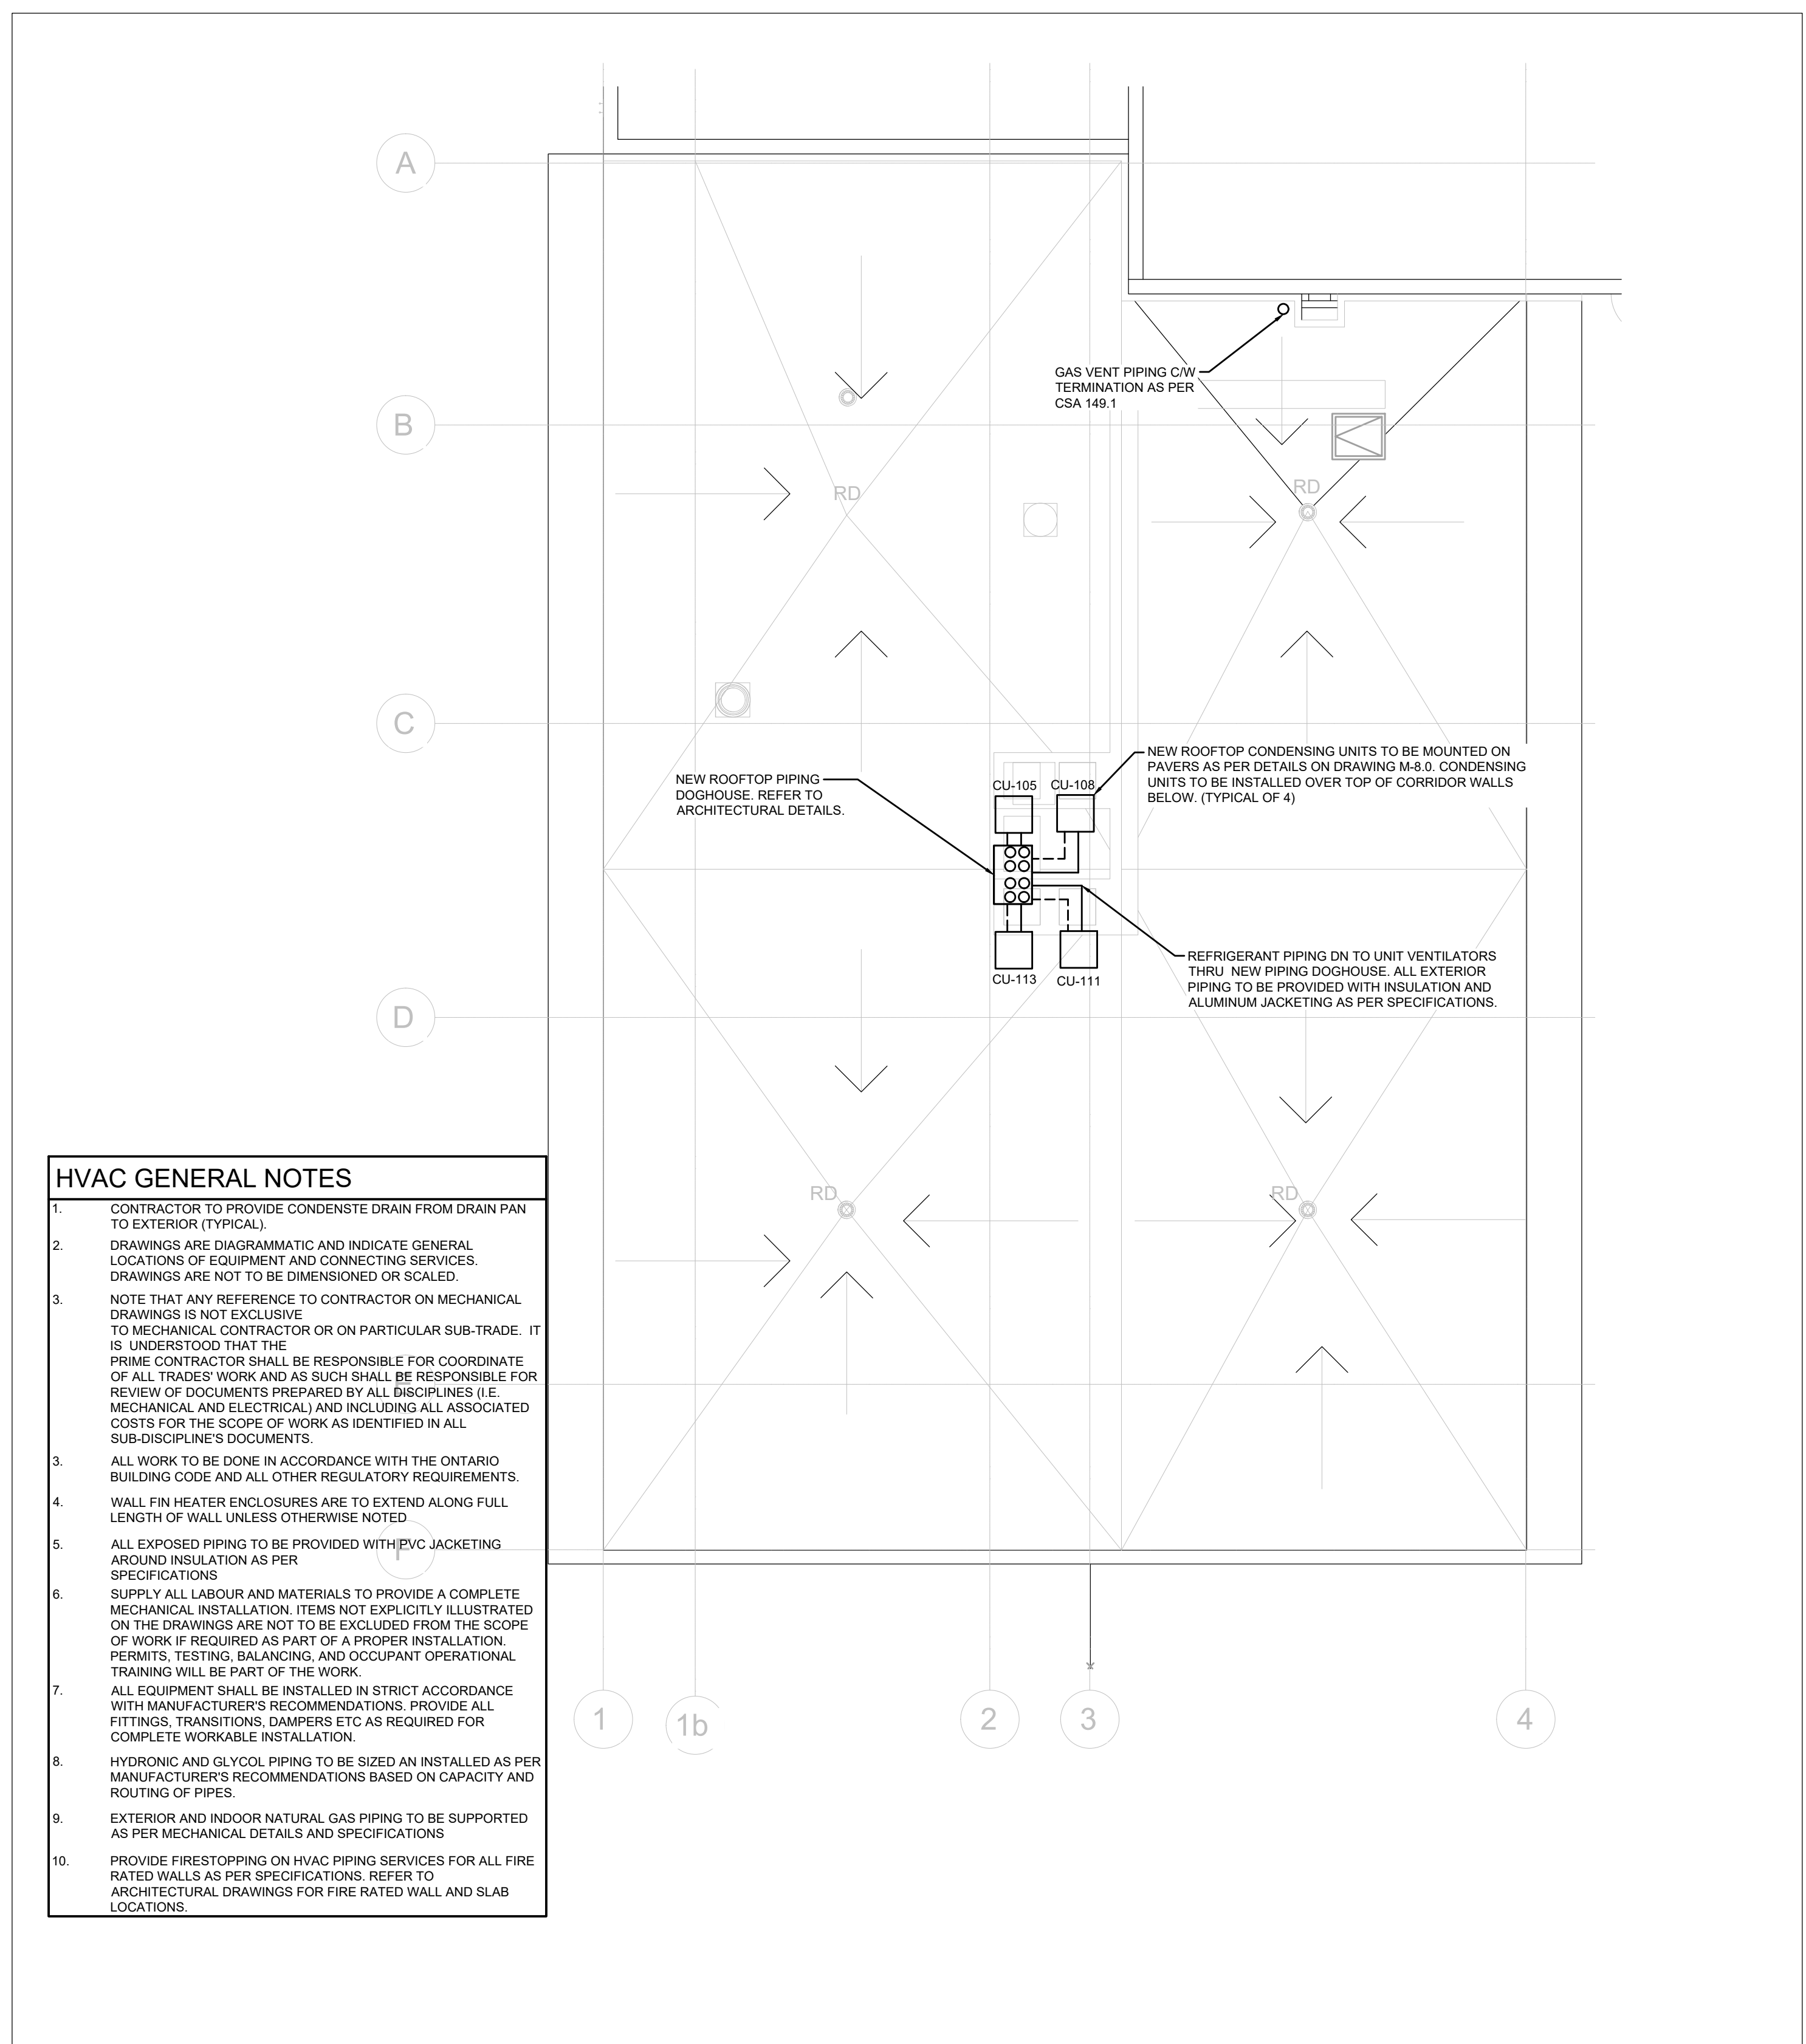 A
GAS VENT PIPING C/W
TERMINATION AS PER
CSA 149.1
B
RD
RD
C
NEW ROOFTOP CONDENSING UNITS TO BE MOUNTED ON
PAVERS AS PER DETAILS ON DRAWING M-8.0. CONDENSING
UNITS TO BE INSTALLED OVER TOP OF CORRIDOR WALLS
BELOW. (TYPICAL OF 4)
NEW ROOFTOP PIPING
DOGHOUSE. REFER TO
ARCHITECTURAL DETAILS.
CU-105
CU-108
CU-113
CU-111
REFRIGERANT PIPING DN TO UNIT VENTILATORS
THRU NEW PIPING DOGHOUSE. ALL EXTERIOR
PIPING TO BE PROVIDED WITH INSULATION AND
ALUMINUM JACKETING AS PER SPECIFICATIONS.
D
RD
RD
HVAC GENERAL NOTES
1. CONTRACTOR TO PROVIDE CONDENSTE DRAIN FROM DRAIN PAN
TO EXTERIOR (TYPICAL).
2. DRAWINGS ARE DIAGRAMMATIC AND INDICATE GENERAL
LOCATIONS OF EQUIPMENT AND CONNECTING SERVICES.
DRAWINGS ARE NOT TO BE DIMENSIONED OR SCALED.
3. NOTE THAT ANY REFERENCE TO CONTRACTOR ON MECHANICAL
DRAWINGS IS NOT EXCLUSIVE
TO MECHANICAL CONTRACTOR OR ON PARTICULAR SUB-TRADE. IT
IS UNDERSTOOD THAT THE
PRIME CONTRACTOR SHALL BE RESPONSIBLE FOR COORDINATE
OF ALL TRADES' WORK AND AS SUCH SHALL BE RESPONSIBLE FOR
REVIEW OF DOCUMENTS PREPARED BY ALL DISCIPLINES (I.E.
MECHANICAL AND ELECTRICAL) AND INCLUDING ALL ASSOCIATED
COSTS FOR THE SCOPE OF WORK AS IDENTIFIED IN ALL
SUB-DISCIPLINE'S DOCUMENTS.
E
3. ALL WORK TO BE DONE IN ACCORDANCE WITH THE ONTARIO
BUILDING CODE AND ALL OTHER REGULATORY REQUIREMENTS.
4. WALL FIN HEATER ENCLOSURES ARE TO EXTEND ALONG FULL
LENGTH OF WALL UNLESS OTHERWISE NOTED
5. ALL EXPOSED PIPING TO BE PROVIDED WITH PVC JACKETING
AROUND INSULATION AS PER
SPECIFICATIONS
F
6. SUPPLY ALL LABOUR AND MATERIALS TO PROVIDE A COMPLETE
MECHANICAL INSTALLATION. ITEMS NOT EXPLICITLY ILLUSTRATED
ON THE DRAWINGS ARE NOT TO BE EXCLUDED FROM THE SCOPE
OF WORK IF REQUIRED AS PART OF A PROPER INSTALLATION.
PERMITS, TESTING, BALANCING, AND OCCUPANT OPERATIONAL
TRAINING WILL BE PART OF THE WORK.
7. ALL EQUIPMENT SHALL BE INSTALLED IN STRICT ACCORDANCE
WITH MANUFACTURER'S RECOMMENDATIONS. PROVIDE ALL
FITTINGS, TRANSITIONS, DAMPERS ETC AS REQUIRED FOR
COMPLETE WORKABLE INSTALLATION.
8. HYDRONIC AND GLYCOL PIPING TO BE SIZED AN INSTALLED AS PER
MANUFACTURER'S RECOMMENDATIONS BASED ON CAPACITY AND
ROUTING OF PIPES.
9. EXTERIOR AND INDOOR NATURAL GAS PIPING TO BE SUPPORTED
AS PER MECHANICAL DETAILS AND SPECIFICATIONS
10. PROVIDE FIRESTOPPING ON HVAC PIPING SERVICES FOR ALL FIRE
RATED WALLS AS PER SPECIFICATIONS. REFER TO
ARCHITECTURAL DRAWINGS FOR FIRE RATED WALL AND SLAB
LOCATIONS.
1
1b
2
3
4